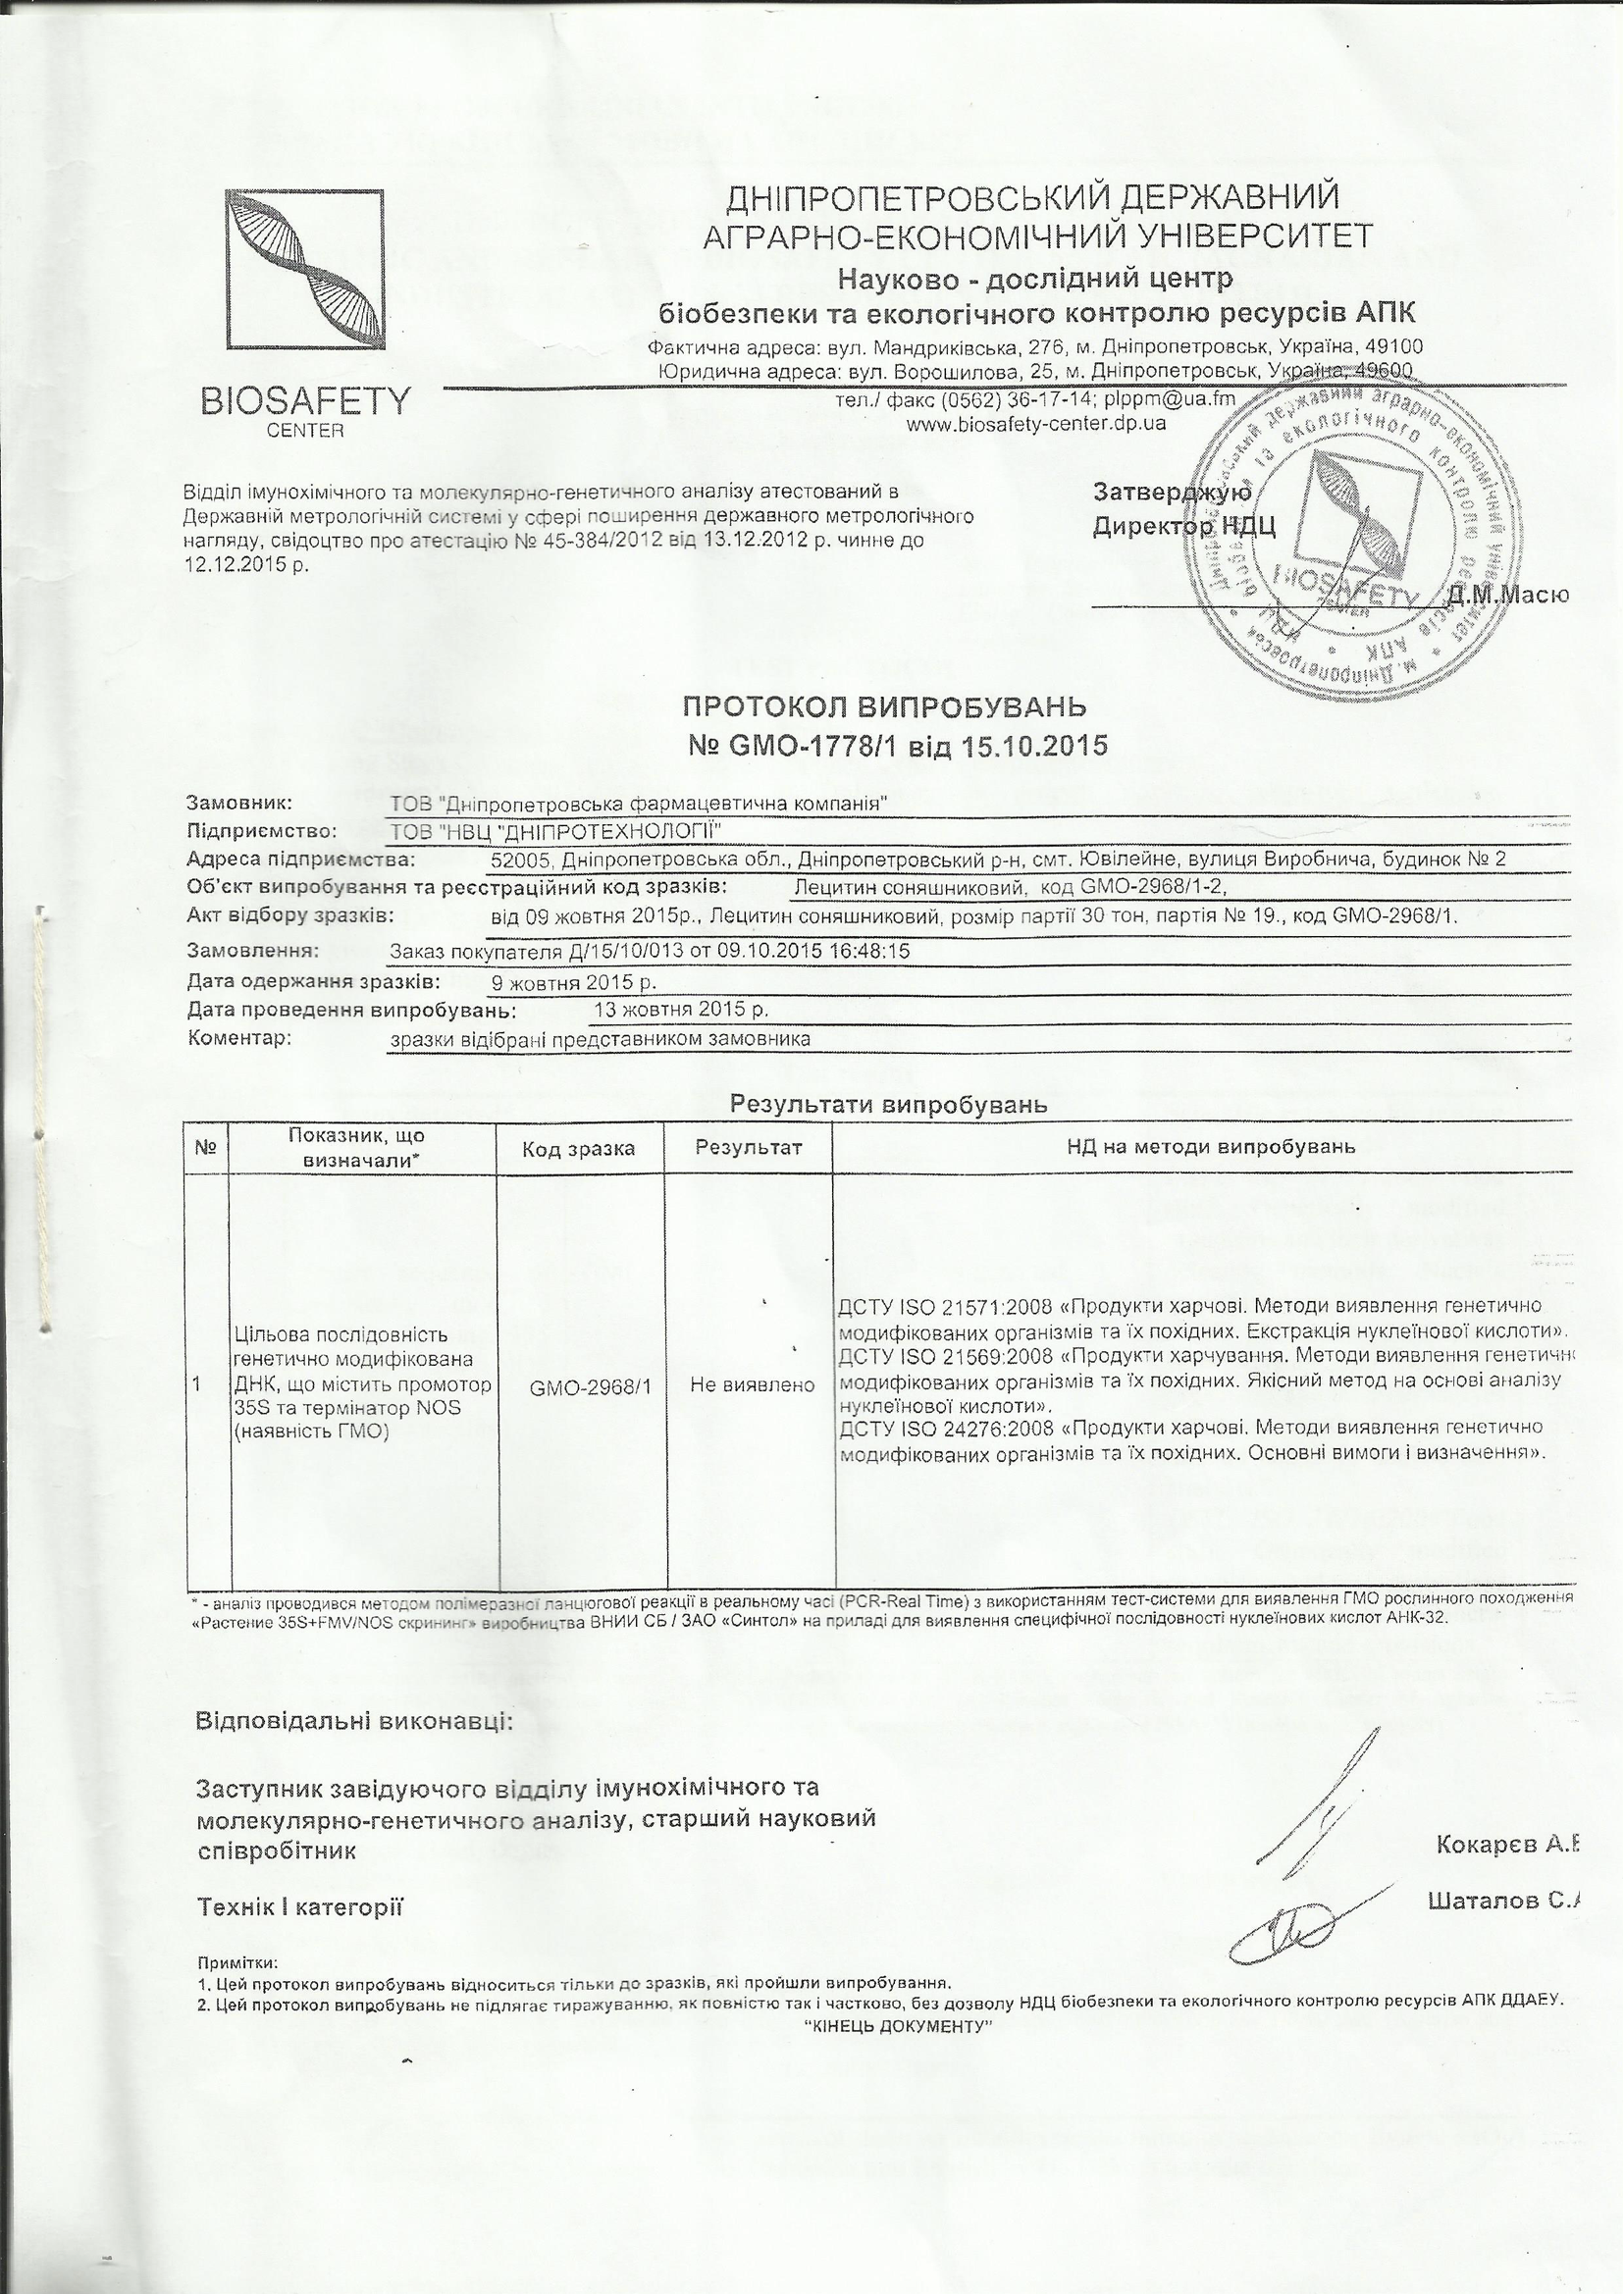 ДНІПРОПЕТРОВСЬКИЙ ДЕРЖАВНИЙ
АГРАРНО-ЕКОНОМІЧНИЙ УНІВЕРСИТЕТ
Науково - дослідний центр
біобезпеки та екологічного контролю ресурсів АПК
Фактична адреса: вул. Мандриківська, 276, м. Дніпропетровськ, Україна, 49100
Юридична адреса: вул. Ворошилова, 25, м. Дніпропетровськ, Україна, 49600
BIOSAFETY
CENTER
тел./ факс (0562) 36-17-14; plppm@ua.fm
www.biosafety-center.dp.ua
Відділ імунохімічного та молекулярно-генетичного аналізу атестований в
Державній метрологічній системі у сфері поширення державного метрологічного
нагляду, свідоцтво про атестацію № 45-384/2012 від 13.12.2012 р. чинне до
12.12.2015 р.
Затверджую
Директор НДЦ
Д.М.Масю
BIOSAFETY
ПРОТОКОЛ ВИПРОБУВАНЬ
№ GMO-1778/1 від 15.10.2015
Замовник: ТОВ "Дніпропетровська фармацевтична компанія"
Підприємство: ТОВ "НВЦ "ДНІПРОТЕХНОЛОГІЇ"
Адреса підприємства: 52005, Дніпропетровська обл., Дніпропетровський р-н, смт. Ювілейне, вулиця Виробнича, будинок № 2
Об'єкт випробування та реєстраційний код зразків: Лецитин соняшниковий, код GMO-2968/1-2,
Акт відбору зразків: від 09 жовтня 2015р., Лецитин соняшниковий, розмір партії 30 тон, партія № 19., код GMO-2968/1.
Замовлення: Заказ покупателя Д/15/10/013 от 09.10.2015 16:48:15
Дата одержання зразків: 9 жовтня 2015 р.
Дата проведення випробувань: 13 жовтня 2015 р.
Коментар: зразки відібрані представником замовника
Результати випробувань
№ Показник, що визначали* Код зразка Результат НД на методи випробувань
1
Цільова послідовність
генетично модифікована
ДНК, що містить промотор
35S та термінатор NOS
(наявність ГМО)
GMO-2968/1
Не виявлено
ДСТУ ISO 21571:2008 «Продукти харчові. Методи виявлення генетично
модифікованих організмів та їх похідних. Екстракція нуклеїнової кислоти».
ДСТУ ISO 21569:2008 «Продукти харчування. Методи виявлення генетичн
модифікованих організмів та їх похідних. Якісний метод на основі аналізу
нуклеїнової кислоти».
ДСТУ ISO 24276:2008 «Продукти харчові. Методи виявлення генетично
модифікованих організмів та їх похідних. Основні вимоги і визначення».
* - аналіз проводився методом полімеразної ланцюгової реакції в реальному часі (PCR-Real Time) з використанням тест-системи для виявлення ГМО рослинного походження
«Растение 35S+FMV/NOS скрининг» виробництва ВНИИ СБ / ЗАО «Синтол» на приладі для виявлення специфічної послідовності нуклеїнових кислот АНК-32.
Відповідальні виконавці:
Заступник завідуючого відділу імунохімічного та
молекулярно-генетичного аналізу, старший науковий
співробітник
Кокарєв А.
Технік І категорії
Шаталов С.
Примітки:
1. Цей протокол випробувань відноситься тільки до зразків, які пройшли випробування.
2. Цей протокол випробувань не підлягає тиражуванню, як повністю так і частково, без дозволу НДЦ біобезпеки та екологічного контролю ресурсів АПК ДДАЕУ.
“КІНЕЦЬ ДОКУМЕНТУ”